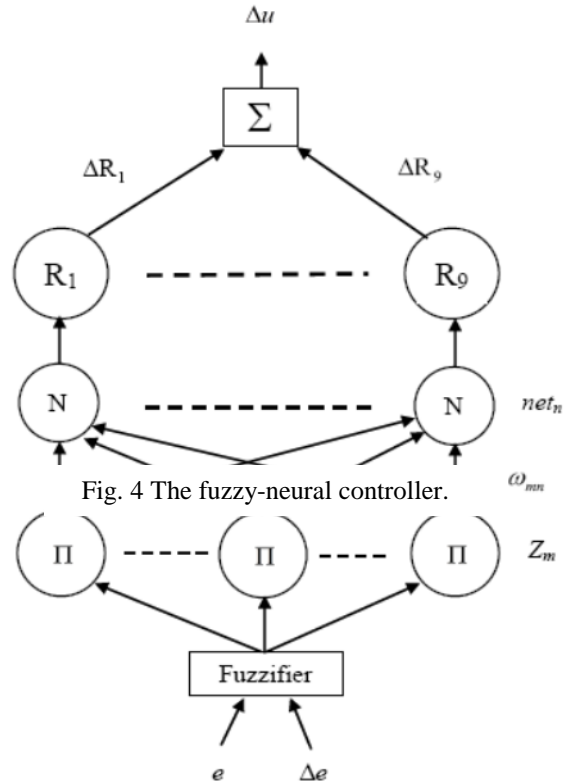 Δu
Σ
ΔR₁ ΔR₉
R₁ R₉
N N netₙ
Fig. 4 The fuzzy-neural controller. ωₘₙ
Π Π Π Zₘ
Fuzzifier
e Δe